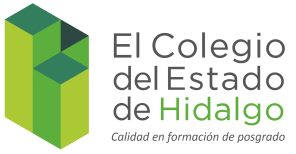 El Colegio
del Estado
de Hidalgo
Calidad en formación de posgrado